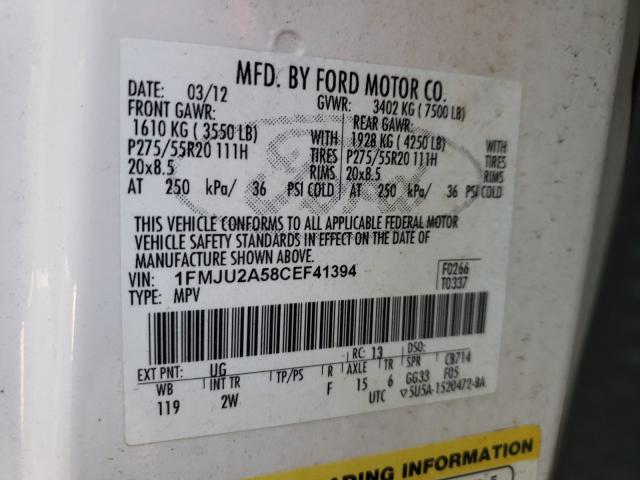 MFD. BY FORD MOTOR CO.
DATE: 03/12 GVWR: 3402 KG ( 7500 LB)
FRONT GAWR: REAR GAWR:
1610 KG ( 3550 LB) WITH 1928 KG ( 4250 LB) WITH
P275/55R20 111H TIRES P275/55R20 111H TIRES
20x8.5 RIMS 20x8.5 RIMS
AT 250 kPa/ 36 PSI COLD AT 250 kPa/ 36 PSI COLD
Ford
THIS VEHICLE CONFORMS TO ALL APPLICABLE FEDERAL MOTOR
VEHICLE SAFETY STANDARDS IN EFFECT ON THE DATE OF
MANUFACTURE SHOWN ABOVE.
VIN: 1FMJU2A58CEF41394 F0266
TYPE: MPV T0337
EXT PNT: UG RC: 13 DSO:
WB INT TR TP/PS R AXLE TR SPR CB714
119 2W F 15 6 GG33 F05
UTC ▽5U5A-1520472-BA
ADING INFORMATION